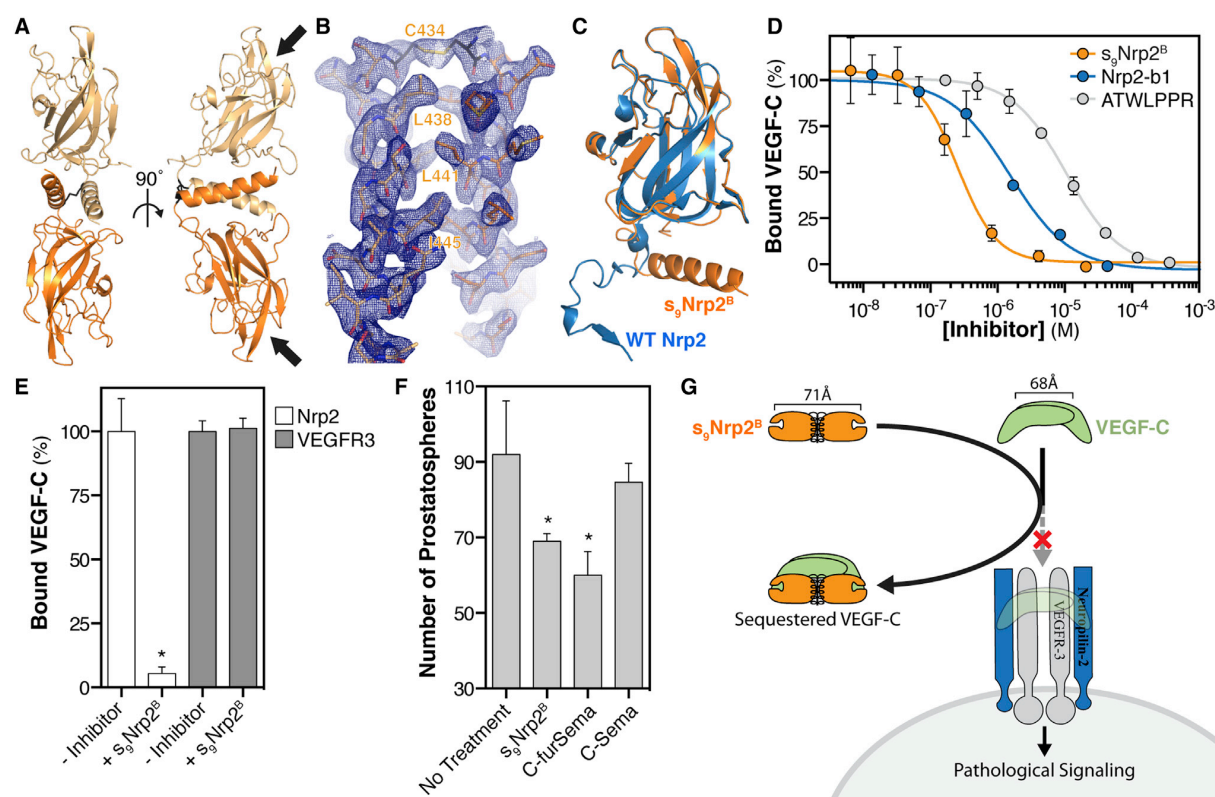 A
90°
B
C434
L438
L441
I445
C
s₉Nrp2ᴮ
WT Nrp2
D
Bound VEGF-C (%)
100
75
50
25
0
10⁻⁸
10⁻⁷
10⁻⁶
10⁻⁵
10⁻⁴
10⁻³
[Inhibitor] (M)
s₉Nrp2ᴮ
Nrp2-b1
ATWLPPR
E
Bound VEGF-C (%)
100
75
50
25
0
*
Nrp2
VEGFR3
- Inhibitor
+ s₉Nrp2ᴮ
- Inhibitor
+ s₉Nrp2ᴮ
F
Number of Prostatospheres
110
90
70
50
30
*
*
No Treatment
s₉Nrp2ᴮ
C-furSema
C-Sema
G
71Å
s₉Nrp2ᴮ
68Å
VEGF-C
Sequestered VEGF-C
VEGFR-3
Neuropilin-2
Pathological Signaling